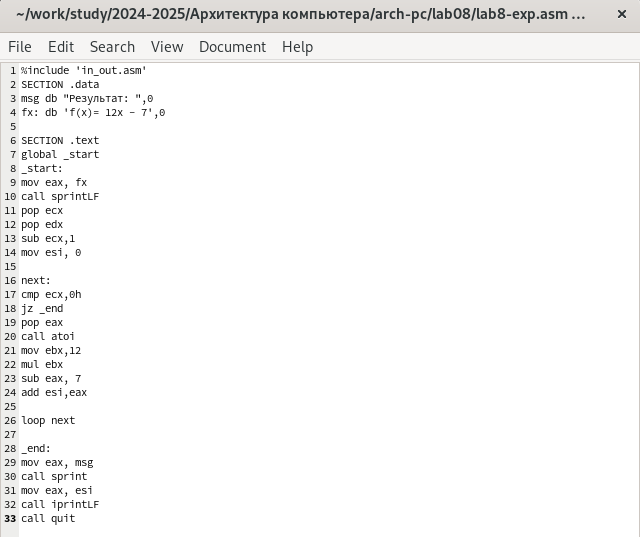 ~/work/study/2024-2025/Архитектура компьютера/arch-pc/lab08/lab8-exp.asm ... ×
File Edit Search View Document Help
1 %include 'in_out.asm'
2 SECTION .data
3 msg db "Результат: ",0
4 fx: db 'f(x)= 12x - 7',0
5
6 SECTION .text
7 global _start
8 _start:
9 mov eax, fx
10 call sprintLF
11 pop ecx
12 pop edx
13 sub ecx,1
14 mov esi, 0
15
16 next:
17 cmp ecx,0h
18 jz _end
19 pop eax
20 call atoi
21 mov ebx,12
22 mul ebx
23 sub eax, 7
24 add esi,eax
25
26 loop next
27
28 _end:
29 mov eax, msg
30 call sprint
31 mov eax, esi
32 call iprintLF
33 call quit